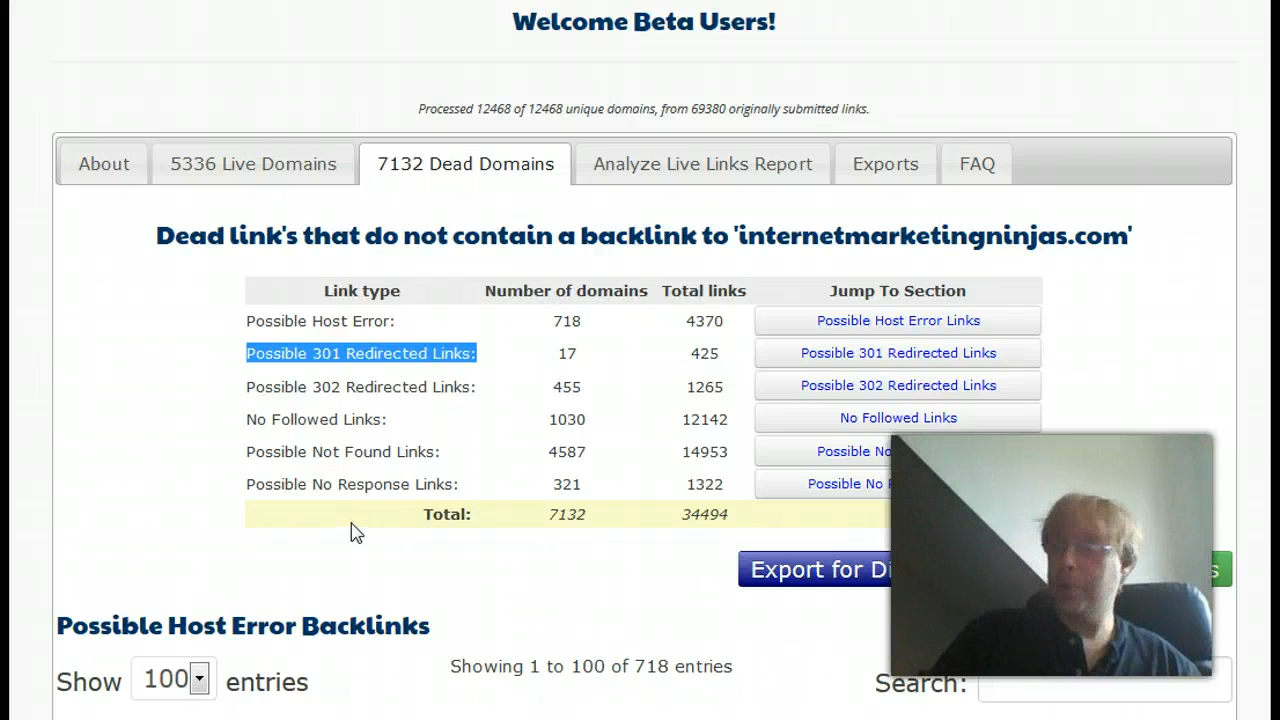 Welcome Beta Users!
Processed 12468 of 12468 unique domains, from 69380 originally submitted links.
About 5336 Live Domains 7132 Dead Domains Analyze Live Links Report Exports FAQ
Dead link's that do not contain a backlink to 'internetmarketingninjas.com'
Link type Number of domains Total links Jump To Section
Possible Host Error: 718 4370 Possible Host Error Links
Possible 301 Redirected Links: 17 425 Possible 301 Redirected Links
Possible 302 Redirected Links: 455 1265 Possible 302 Redirected Links
No Followed Links: 1030 12142 No Followed Links
Possible Not Found Links: 4587 14953 Possible No
Possible No Response Links: 321 1322 Possible No
Total: 7132 34494
Export for
Possible Host Error Backlinks
Show 100 entries Showing 1 to 100 of 718 entries Search: